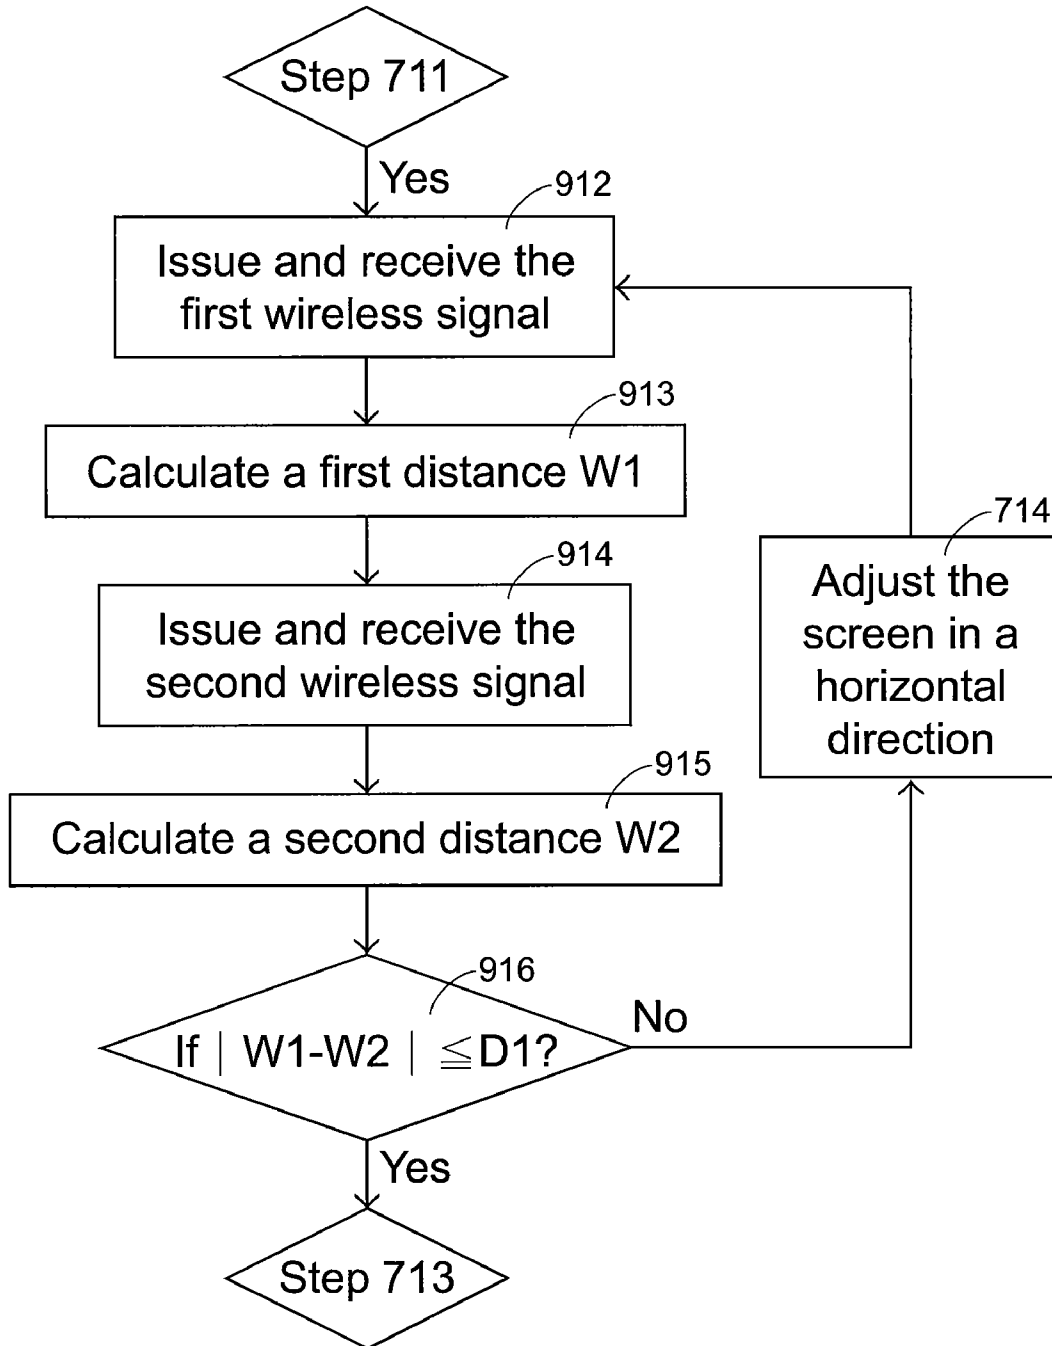 Step 711
Yes
912
Issue and receive the
first wireless signal
913
Calculate a first distance W1
914
Issue and receive the
second wireless signal
714
Adjust the
screen in a
horizontal
direction
915
Calculate a second distance W2
916
If | W1-W2 | ≦D1?
No
Yes
Step 713